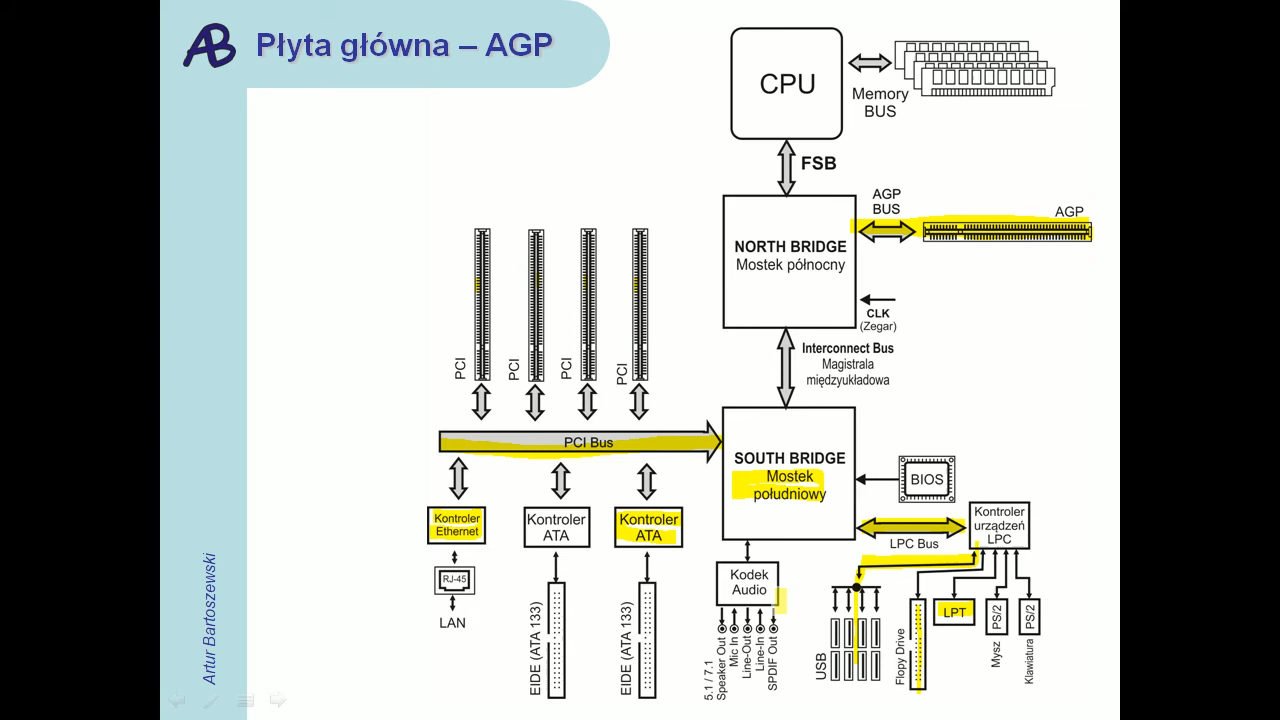 AB
Płyta główna – AGP
CPU
Memory
BUS
FSB
AGP
BUS
AGP
NORTH BRIDGE
Mostek północny
CLK
(Zegar)
Interconnect Bus
Magistrala
międzyukładowa
PCI
PCI
PCI
PCI
PCI Bus
SOUTH BRIDGE
Mostek
południowy
BIOS
Kontroler
Ethernet
Kontroler
ATA
Kontroler
ATA
LPC Bus
Kontroler
urządzeń
LPC
RJ-45
LAN
EIDE (ATA 133)
EIDE (ATA 133)
Kodek
Audio
5.1 / 7.1
Speaker Out
Mic In
Line-Out
Line-In
SPDIF Out
USB
Flopy Drive
LPT
PS/2
Mysz
PS/2
Klawiatura
Artur Bartoszewski